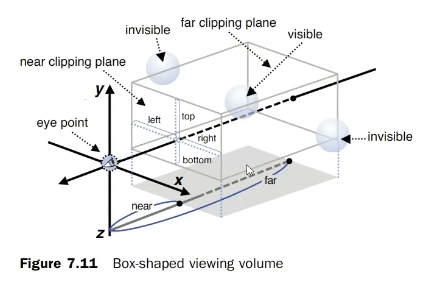 far clipping plane
invisible
visible
near clipping plane
y
left
top
right
bottom
eye point
invisible
x
near
far
z
Figure 7.11 Box-shaped viewing volume